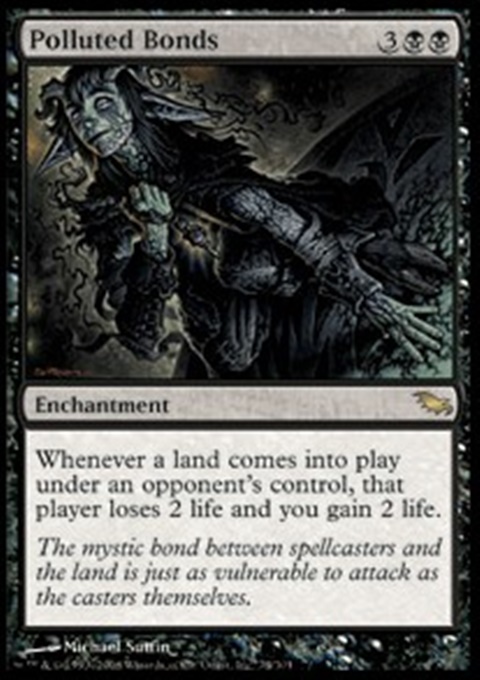 Polluted Bonds 3
Enchantment
Whenever a land comes into play
under an opponent's control, that
player loses 2 life and you gain 2 life.
The mystic bond between spellcasters and
the land is just as vulnerable to attack as
the casters themselves.
Michael Sutfin